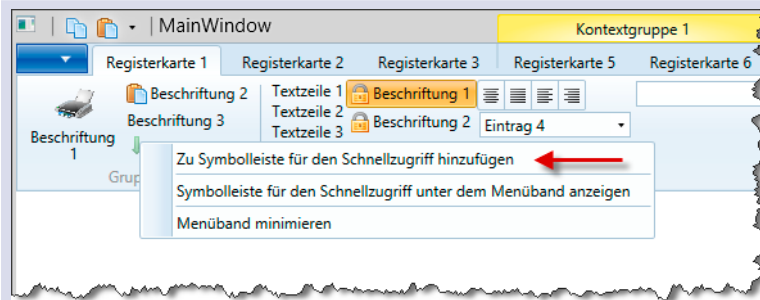 MainWindow
Kontextgruppe 1
Registerkarte 1 Registerkarte 2 Registerkarte 3 Registerkarte 5 Registerkarte 6
Beschriftung 2 Textzeile 1 Beschriftung 1
Textzeile 2
Beschriftung 3 Textzeile 3 Beschriftung 2 Eintrag 4
Beschriftung
1
Zu Symbolleiste für den Schnellzugriff hinzufügen
Symbolleiste für den Schnellzugriff unter dem Menüband anzeigen
Menüband minimieren